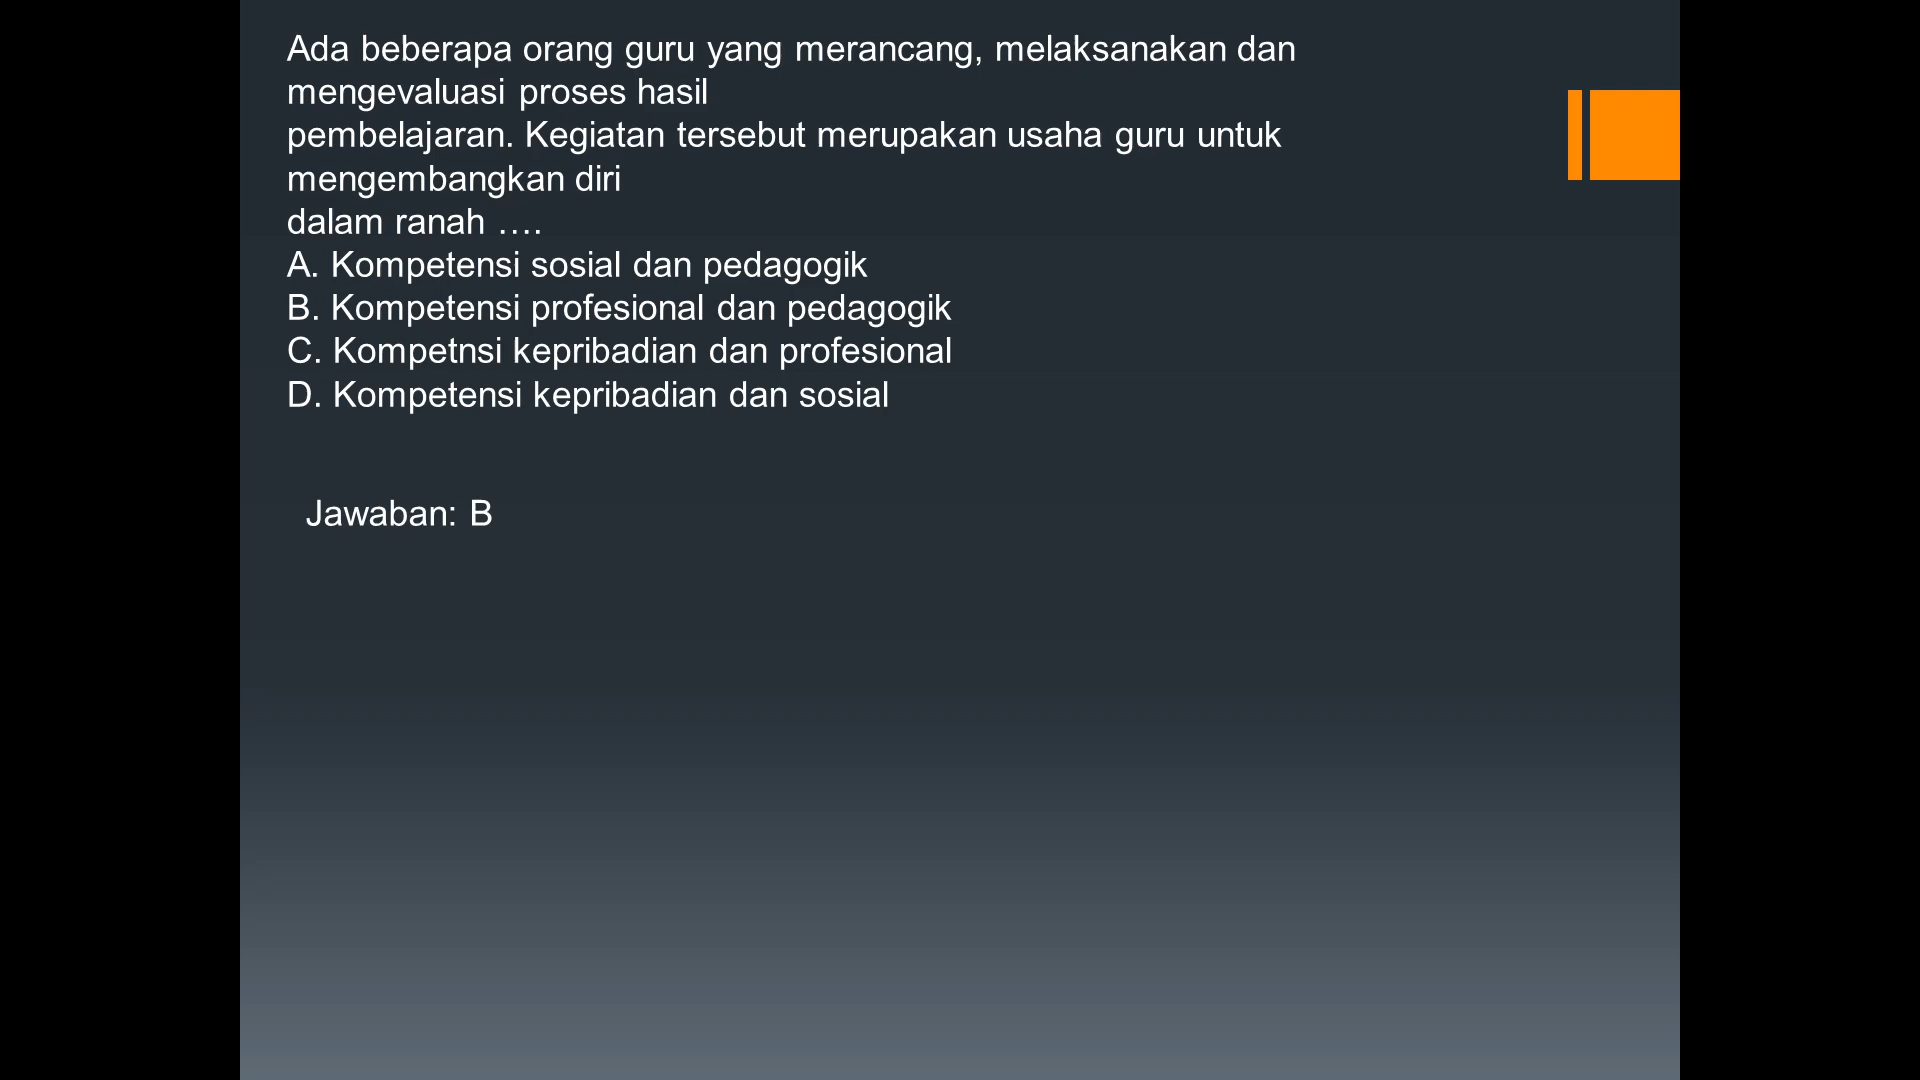 Ada beberapa orang guru yang merancang, melaksanakan dan
mengevaluasi proses hasil
pembelajaran. Kegiatan tersebut merupakan usaha guru untuk
mengembangkan diri
dalam ranah ….
A. Kompetensi sosial dan pedagogik
B. Kompetensi profesional dan pedagogik
C. Kompetnsi kepribadian dan profesional
D. Kompetensi kepribadian dan sosial
Jawaban: B